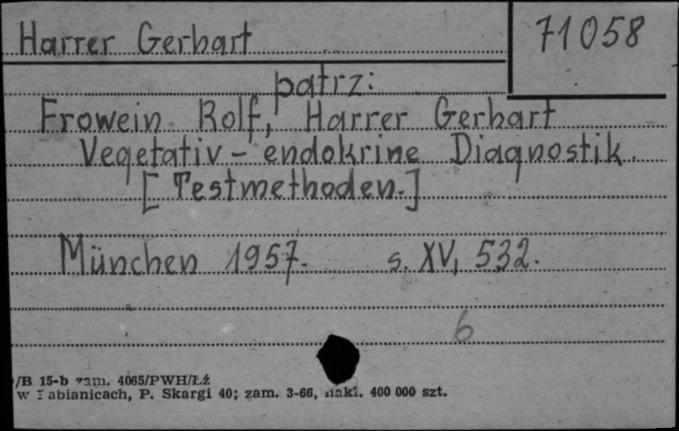 Harrer Gerhart
71058
patrz:
Frowein Rolf, Harrer Gerhart
Vegetativ - endokrine Diagnostik.
[Testmethoden.]
München 1957. s. XV, 532.
6
/B 15-b zam. 4065/PWH/Łź
w Pabianicach, P. Skargi 40; zam. 3-66, nakł. 400 000 szt.